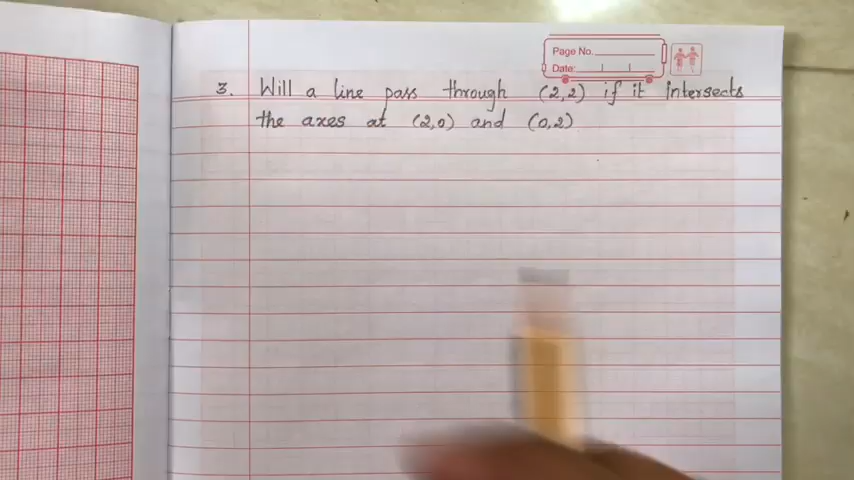 Page No.
Date:
3. Will a line pass through (2,2) if it intersects
the axes at (2,0) and (0,2)